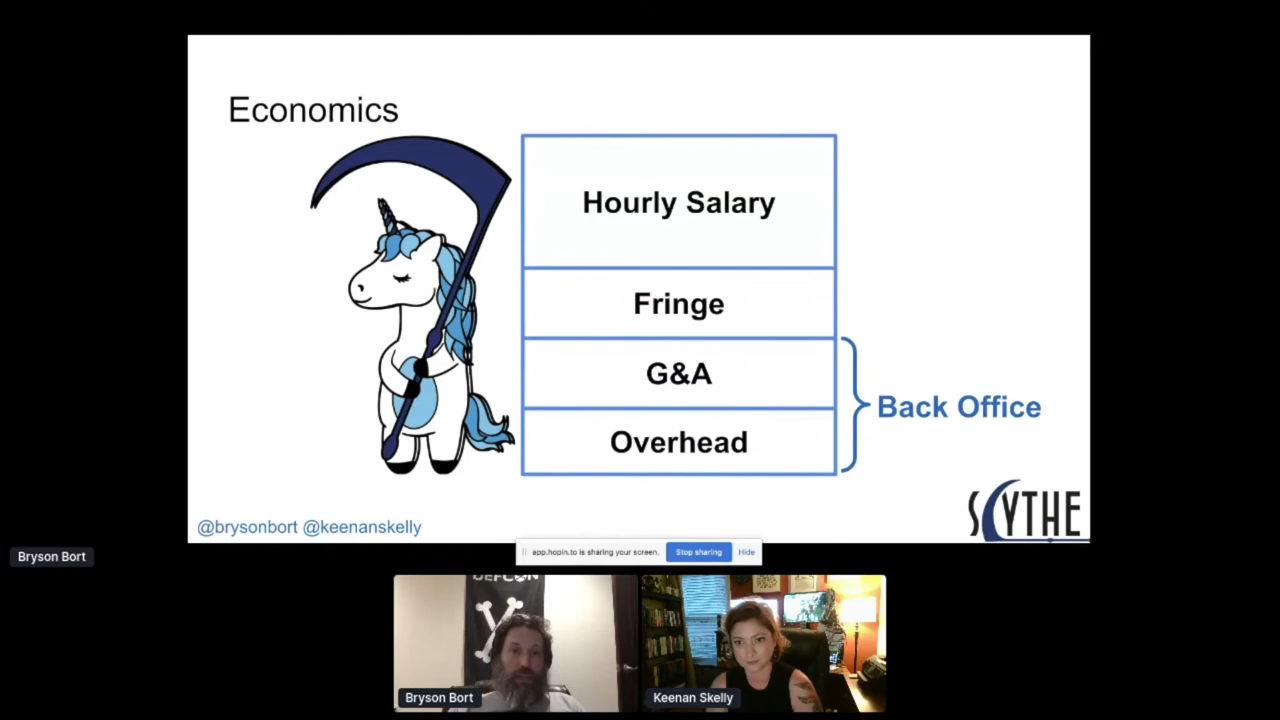 Economics
Hourly Salary
Fringe
G&A
Overhead
Back Office
@brysonbort @keenanskelly
SCYTHE
Bryson Bort
app.hopin.to is sharing your screen.
Stop sharing
Hide
DEFCON
Bryson Bort
Keenan Skelly